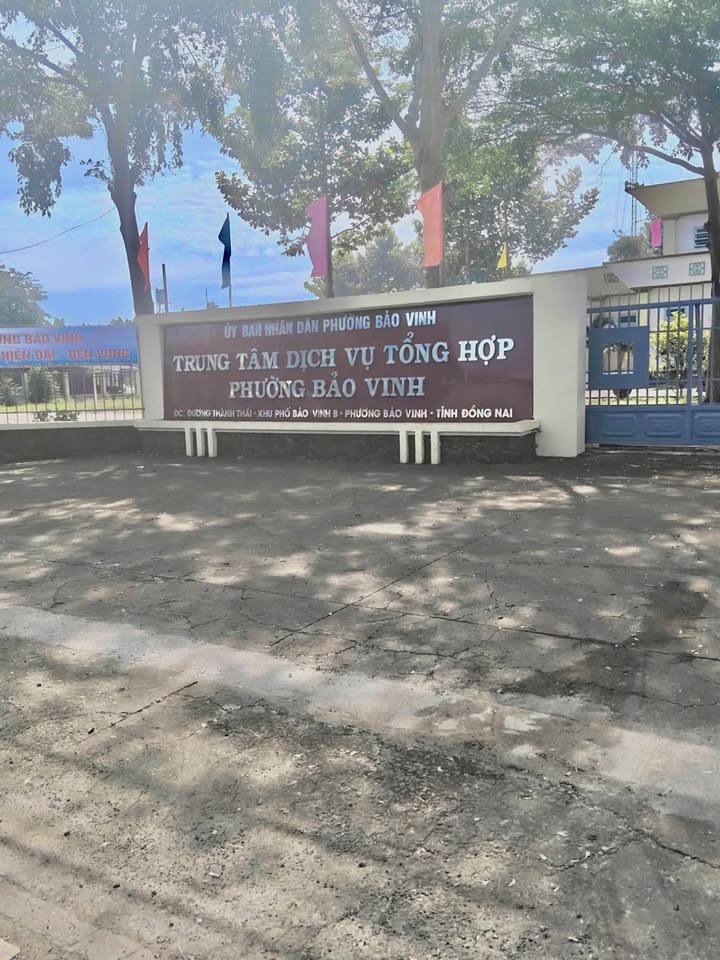 ỦY BAN NHÂN DÂN PHƯỜNG BẢO VINH
TRUNG TÂM DỊCH VỤ TỔNG HỢP
PHƯỜNG BẢO VINH
ĐC: ĐƯỜNG THÀNH THÁI - KHU PHỐ BẢO VINH B - PHƯỜNG BẢO VINH - TỈNH ĐỒNG NAI
BẢO VINH
HIỆN ĐẠI - BỀN VỮNG